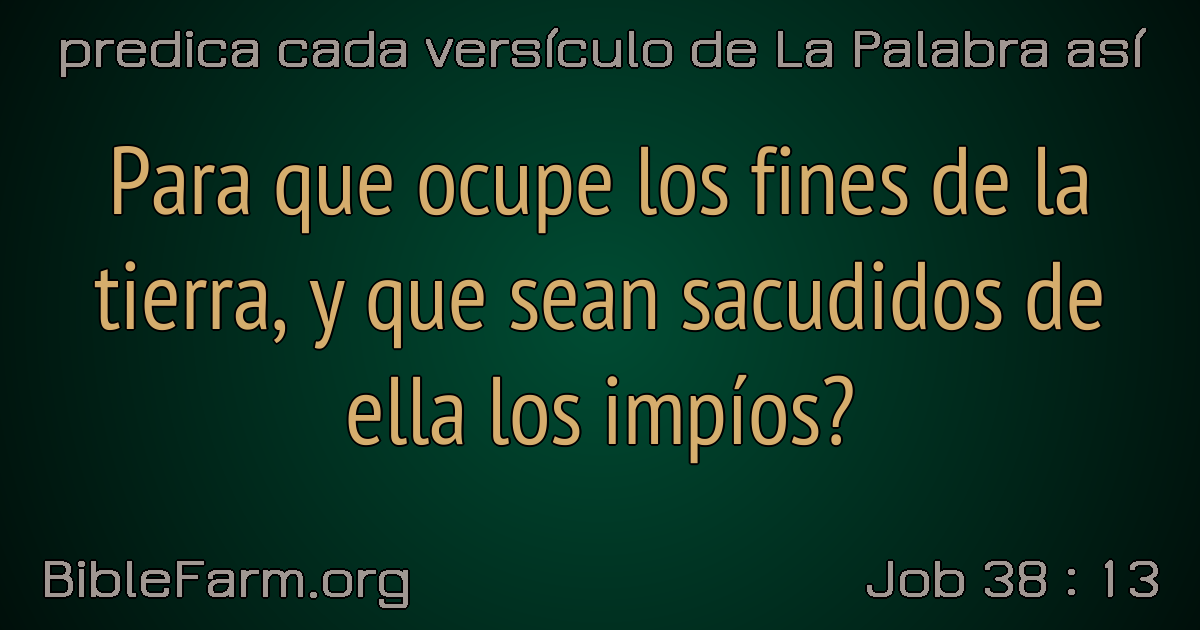 predica cada versículo de La Palabra así
Para que ocupe los fines de la
tierra, y que sean sacudidos de
ella los impíos?
BibleFarm.org
Job 38 : 13